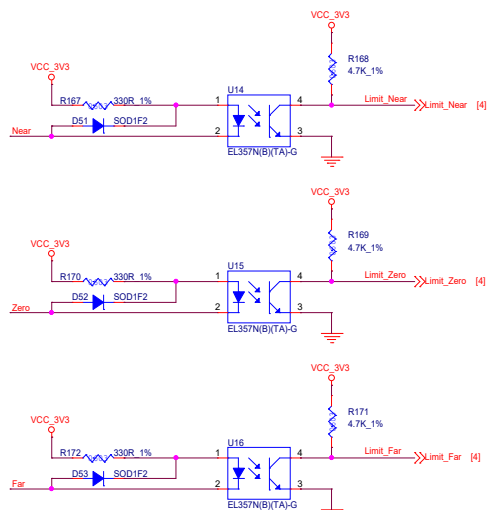 VCC_3V3
R168
4.7K_1%
VCC_3V3
U14
R167 330R_1%
1 4 Limit_Near Limit_Near [4]
D51 SOD1F2
Near 2 3
EL357N(B)(TA)-G
VCC_3V3
R169
4.7K_1%
VCC_3V3
U15
R170 330R_1%
1 4 Limit_Zero Limit_Zero [4]
D52 SOD1F2
Zero 2 3
EL357N(B)(TA)-G
VCC_3V3
R171
4.7K_1%
VCC_3V3
U16
R172 330R_1%
1 4 Limit_Far Limit_Far [4]
D53 SOD1F2
Far 2 3
EL357N(B)(TA)-G